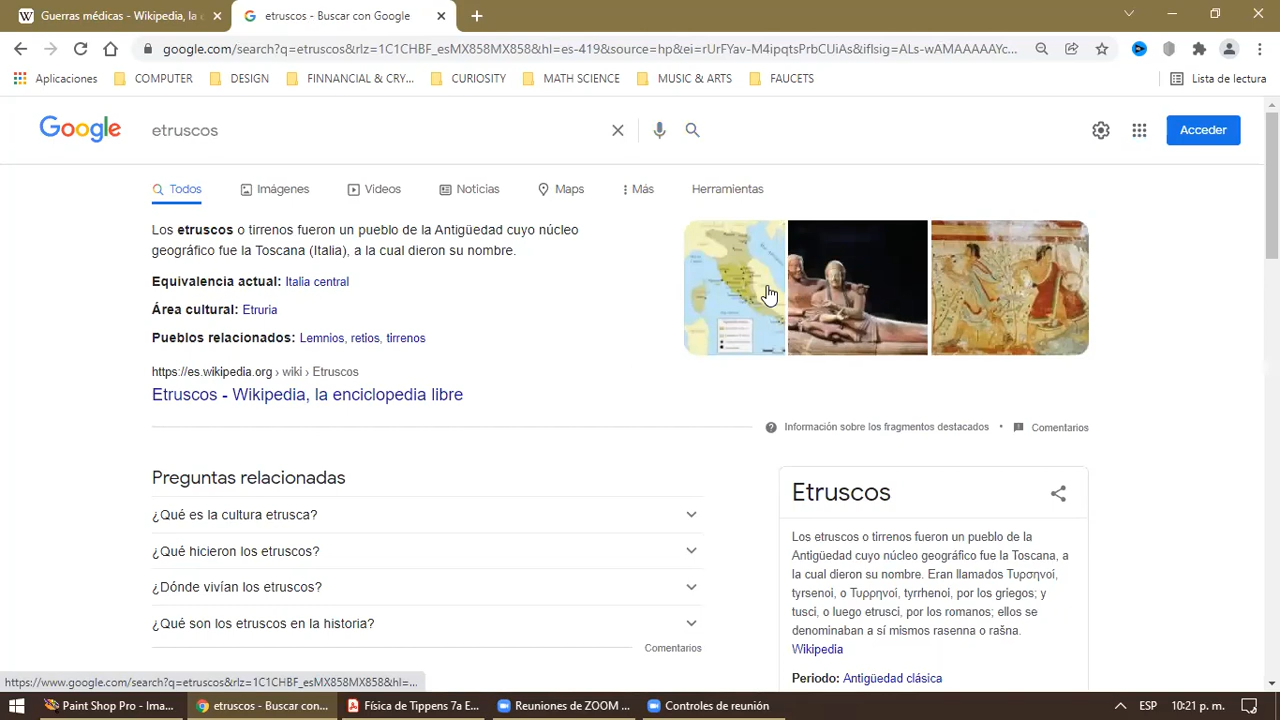 Guerras médicas - Wikipedia, la e
etruscos - Buscar con Google
google.com/search?q=etruscos&rlz=1C1CHBF_esMX858MX858&hl=es-419&source=hp&ei=rUrFYav-M4ipqtsPrbCUiAs&iflsig=ALs-wAMAAAAAYc...
Aplicaciones
COMPUTER
DESIGN
FINNANCIAL & CRY...
CURIOSITY
MATH SCIENCE
MUSIC & ARTS
FAUCETS
Lista de lectura
Google
etruscos
Acceder
Todos
Imágenes
Videos
Noticias
Maps
Más
Herramientas
Los etruscos o tirrenos fueron un pueblo de la Antigüedad cuyo núcleo
geográfico fue la Toscana (Italia), a la cual dieron su nombre.
Equivalencia actual: Italia central
Área cultural: Etruria
Pueblos relacionados: Lemnios, retios, tirrenos
https://es.wikipedia.org › wiki › Etruscos
Etruscos - Wikipedia, la enciclopedia libre
Información sobre los fragmentos destacados
•
Comentarios
Preguntas relacionadas
¿Qué es la cultura etrusca?
¿Qué hicieron los etruscos?
¿Dónde vivían los etruscos?
¿Qué son los etruscos en la historia?
Comentarios
Etruscos
Los etruscos o tirrenos fueron un pueblo de la
Antigüedad cuyo núcleo geográfico fue la Toscana, a
la cual dieron su nombre. Eran llamados Τυρσηνοί,
tyrsenoi, o Τυρρηνοί, tyrrhenoi, por los griegos; y
tusci, o luego etrusci, por los romanos; ellos se
denominaban a sí mismos rasenna o rašna.
Wikipedia
Periodo: Antigüedad clásica
https://www.google.com/search?q=etruscos&rlz=1C1CHBF_esMX858MX858&hl=...
Paint Shop Pro - Ima...
etruscos - Buscar con...
Física de Tippens 7a E...
Reuniones de ZOOM ...
Controles de reunión
ESP
10:21 p. m.